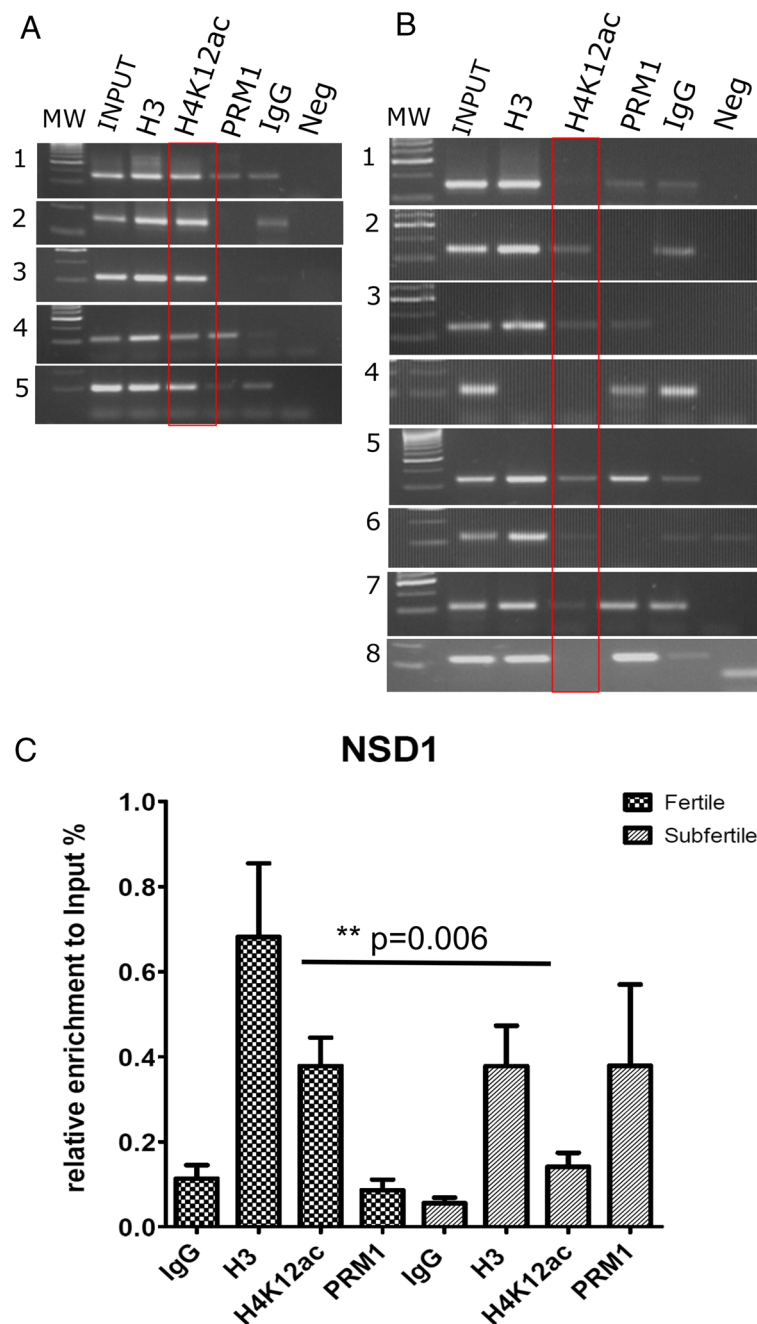 A
MW INPUT H3 H4K12ac PRM1 IgG Neg
1
2
3
4
5
B
MW INPUT H3 H4K12ac PRM1 IgG Neg
1
2
3
4
5
6
7
8
C
NSD1
relative enrichment to Input %
1.0
0.8
0.6
0.4
0.2
0.0
** p=0.006
Fertile
Subfertile
IgG H3 H4K12ac PRM1 IgG H3 H4K12ac PRM1